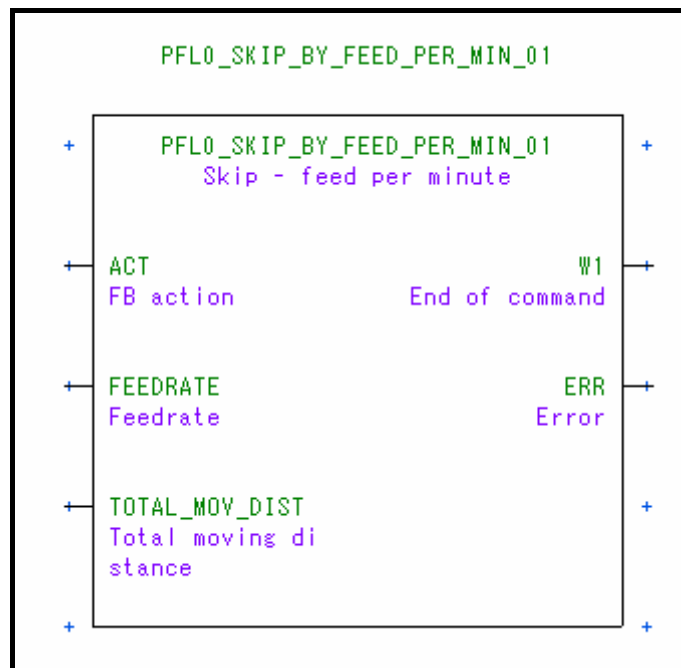 PFL0_SKIP_BY_FEED_PER_MIN_01
PFL0_SKIP_BY_FEED_PER_MIN_01
Skip - feed per minute
ACT
FB action
W1
End of command
FEEDRATE
Feedrate
ERR
Error
TOTAL_MOV_DIST
Total moving di
stance